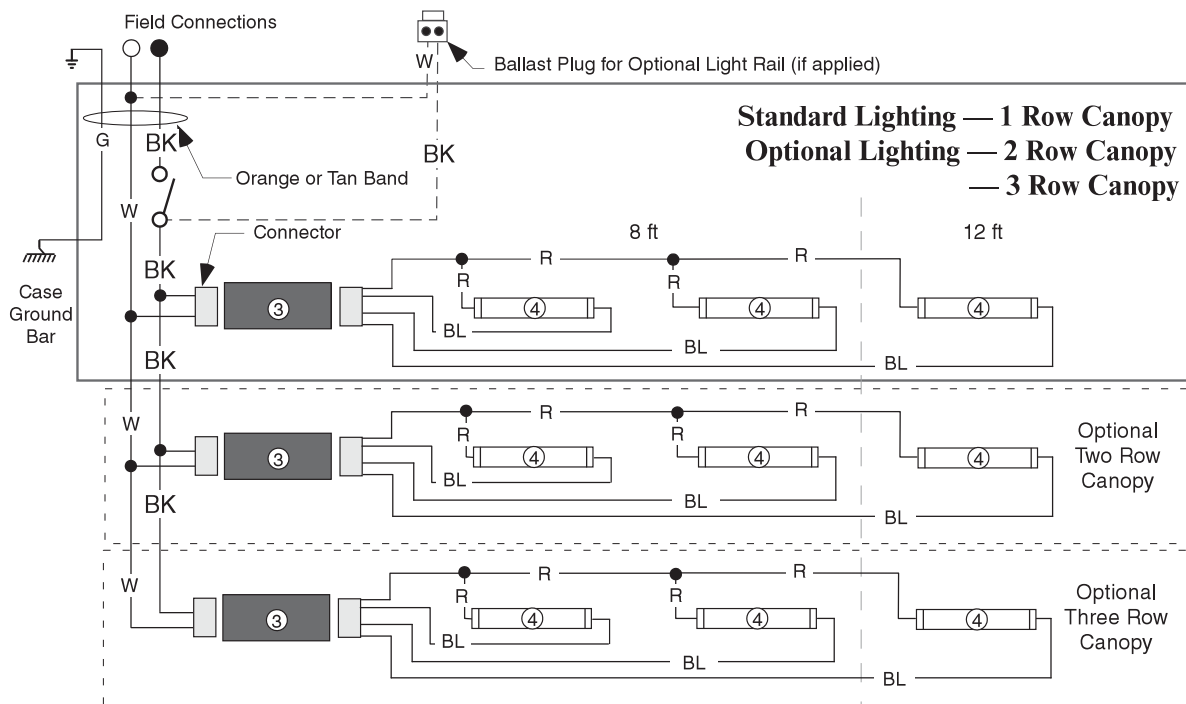 Field Connections
W
Ballast Plug for Optional Light Rail (if applied)
Standard Lighting — 1 Row Canopy
Optional Lighting — 2 Row Canopy
— 3 Row Canopy
G
BK
BK
Orange or Tan Band
W
Connector
8 ft
12 ft
BK
R
R
R
R
Case
Ground
Bar
3
4
4
4
BL
BL
BK
BL
W
R
R
R
R
3
4
4
4
Optional
Two Row
Canopy
BL
BK
BL
BL
W
R
R
R
R
3
4
4
4
Optional
Three Row
Canopy
BL
BL
BL